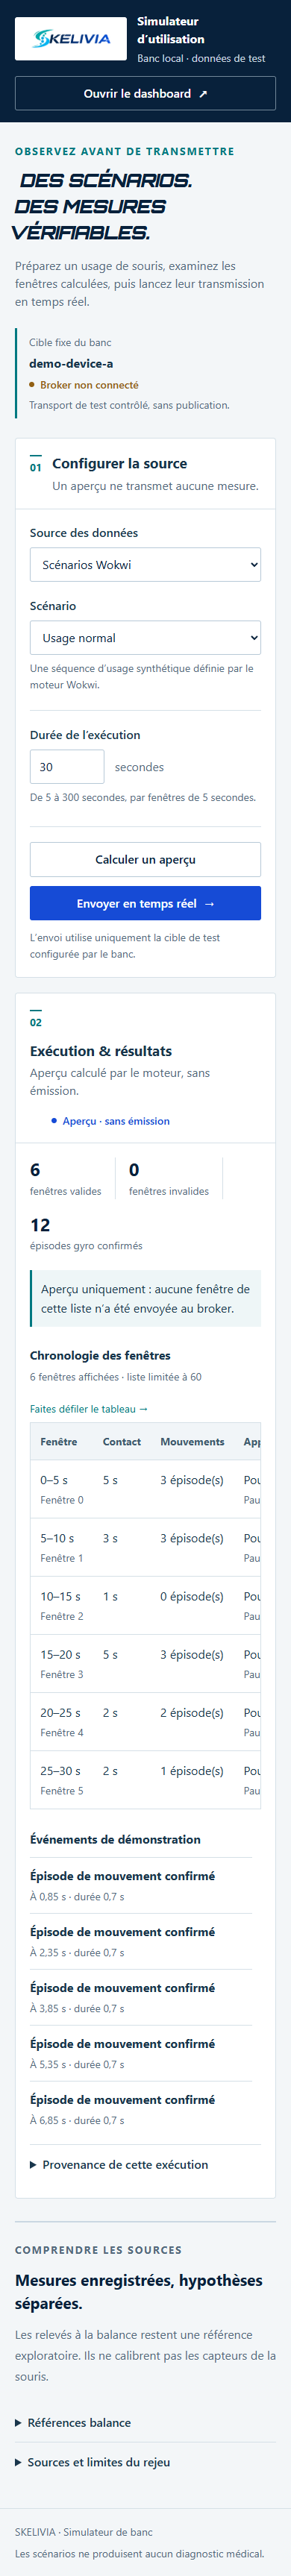 SKELIVIA
Simulateur
d’utilisation
Banc local · données de test
Ouvrir le dashboard ↗
OBSERVEZ AVANT DE TRANSMETTRE
DES SCÉNARIOS.
DES MESURES
VÉRIFIABLES.
Préparez un usage de souris, examinez les
fenêtres calculées, puis lancez leur transmission
en temps réel.
Cible fixe du banc
demo-device-a
Broker non connecté
Transport de test contrôlé, sans publication.
01 Configurer la source
Un aperçu ne transmet aucune mesure.
Source des données
Scénarios Wokwi
Scénario
Usage normal
Une séquence d’usage synthétique définie par le
moteur Wokwi.
Durée de l’exécution
30 secondes
De 5 à 300 secondes, par fenêtres de 5 secondes.
Calculer un aperçu
Envoyer en temps réel →
L’envoi utilise uniquement la cible de test
configurée par le banc.
02
Exécution & résultats
Aperçu calculé par le moteur, sans
émission.
Aperçu · sans émission
6 0
fenêtres valides fenêtres invalides
12
épisodes gyro confirmés
Aperçu uniquement : aucune fenêtre de
cette liste n’a été envoyée au broker.
Chronologie des fenêtres
6 fenêtres affichées · liste limitée à 60
Faites défiler le tableau →
Fenêtre Contact Mouvements App
0–5 s 5 s 3 épisode(s) Pou
Fenêtre 0 Pau
5–10 s 3 s 3 épisode(s) Pou
Fenêtre 1 Pau
10–15 s 1 s 0 épisode(s) Pou
Fenêtre 2 Pau
15–20 s 5 s 3 épisode(s) Pou
Fenêtre 3 Pau
20–25 s 2 s 2 épisode(s) Pou
Fenêtre 4 Pau
25–30 s 2 s 1 épisode(s) Pou
Fenêtre 5 Pau
Événements de démonstration
Épisode de mouvement confirmé
À 0,85 s · durée 0,7 s
Épisode de mouvement confirmé
À 2,35 s · durée 0,7 s
Épisode de mouvement confirmé
À 3,85 s · durée 0,7 s
Épisode de mouvement confirmé
À 5,35 s · durée 0,7 s
Épisode de mouvement confirmé
À 6,85 s · durée 0,7 s
Provenance de cette exécution
COMPRENDRE LES SOURCES
Mesures enregistrées, hypothèses
séparées.
Les relevés à la balance restent une référence
exploratoire. Ils ne calibrent pas les capteurs de la
souris.
Références balance
Sources et limites du rejeu
SKELIVIA · Simulateur de banc
Les scénarios ne produisent aucun diagnostic médical.